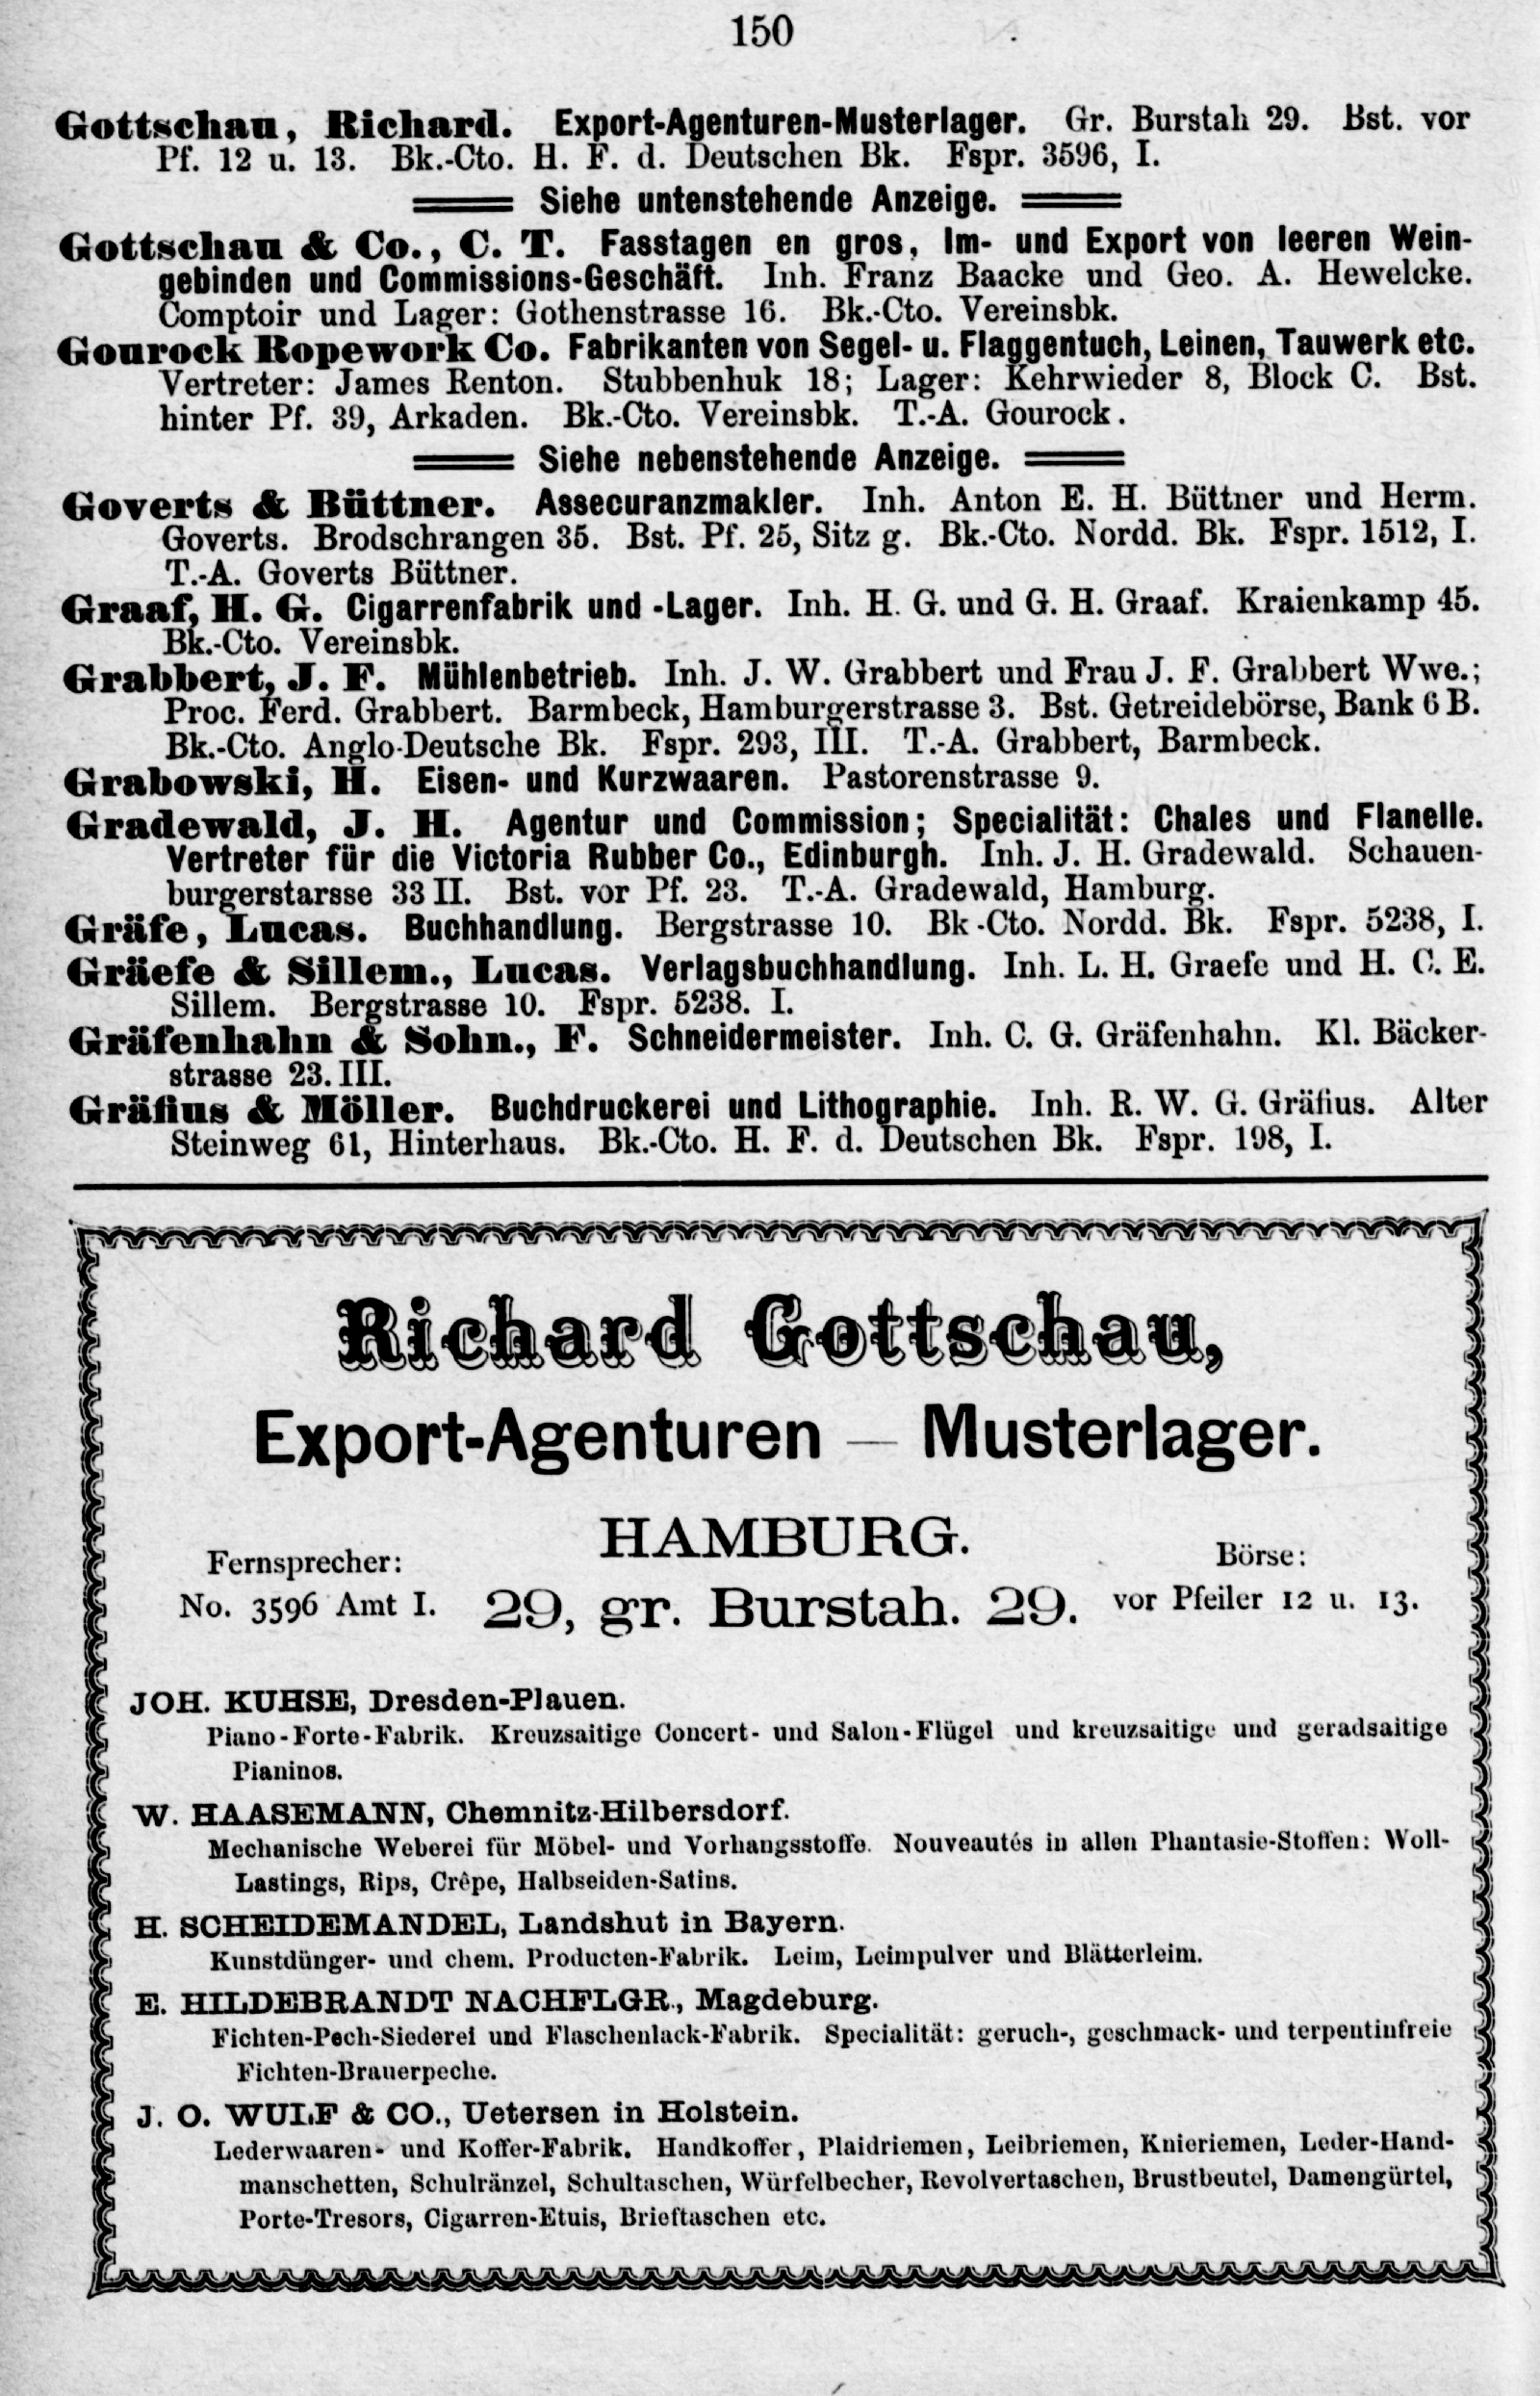 150
Gottschau, Richard. Export-Agenturen-Musterlager. Gr. Burstah 29. Bst. vor
Pf. 12 u. 13. Bk.-Cto. H. F. d. Deutschen Bk. Fspr. 3596, I.
Siehe untenstehende Anzeige.
Gottschau & Co., C. T. Fasstagen en gros, Im- und Export von leeren Wein-
gebinden und Commissions-Geschäft. Inh. Franz Baacke und Geo. A. Hewelcke.
Comptoir und Lager: Gothenstrasse 16. Bk.-Cto. Vereinsbk.
Gourock Ropework Co. Fabrikanten von Segel- u. Flaggentuch, Leinen, Tauwerk etc.
Vertreter: James Renton. Stubbenhuk 18; Lager: Kehrwieder 8, Block C. Bst.
hinter Pf. 39, Arkaden. Bk.-Cto. Vereinsbk. T.-A. Gourock.
Siehe nebenstehende Anzeige.
Goverts & Büttner. Assecuranzmakler. Inh. Anton E. H. Büttner und Herm.
Goverts. Brodschrangen 35. Bst. Pf. 25, Sitz g. Bk.-Cto. Nordd. Bk. Fspr. 1512, I.
T.-A. Goverts Büttner.
Graaf, H. G. Cigarrenfabrik und -Lager. Inh. H. G. und G. H. Graaf. Kraienkamp 45.
Bk.-Cto. Vereinsbk.
Grabbert, J. F. Mühlenbetrieb. Inh. J. W. Grabbert und Frau J. F. Grabbert Wwe.;
Proc. Ferd. Grabbert. Barmbeck, Hamburgerstrasse 3. Bst. Getreidebörse, Bank 6 B.
Bk.-Cto. Anglo-Deutsche Bk. Fspr. 293, III. T.-A. Grabbert, Barmbeck.
Grabowski, H. Eisen- und Kurzwaaren. Pastorenstrasse 9.
Gradewald, J. H. Agentur und Commission; Specialität: Chales und Flanelle.
Vertreter für die Victoria Rubber Co., Edinburgh. Inh. J. H. Gradewald. Schauen-
burgerstarsse 33 II. Bst. vor Pf. 23. T.-A. Gradewald, Hamburg.
Gräfe, Lucas. Buchhandlung. Bergstrasse 10. Bk.-Cto. Nordd. Bk. Fspr. 5238, I.
Gräefe & Sillem., Lucas. Verlagsbuchhandlung. Inh. L. H. Graefe und H. C. E.
Sillem. Bergstrasse 10. Fspr. 5238. I.
Gräfenhahn & Sohn., F. Schneidermeister. Inh. C. G. Gräfenhahn. Kl. Bäcker-
strasse 23. III.
Gräfius & Möller. Buchdruckerei und Lithographie. Inh. R. W. G. Gräfius. Alter
Steinweg 61, Hinterhaus. Bk.-Cto. H. F. d. Deutschen Bk. Fspr. 198, I.
Richard Gottschau,
Export-Agenturen — Musterlager.
HAMBURG.
Fernsprecher: Börse:
No. 3596 Amt I. 29, gr. Burstah. 29. vor Pfeiler 12 u. 13.
JOH. KUHSE, Dresden-Plauen.
Piano-Forte-Fabrik. Kreuzsaitige Concert- und Salon-Flügel und kreuzsaitige und geradsaitige
Pianinos.
W. HAASEMANN, Chemnitz-Hilbersdorf.
Mechanische Weberei für Möbel- und Vorhangsstoffe. Nouveautés in allen Phantasie-Stoffen: Woll-
Lastings, Rips, Crêpe, Halbseiden-Satins.
H. SCHEIDEMANDEL, Landshut in Bayern.
Kunstdünger- und chem. Producten-Fabrik. Leim, Leimpulver und Blätterleim.
E. HILDEBRANDT NACHFLGR., Magdeburg.
Fichten-Pech-Siederei und Flaschenlack-Fabrik. Specialität: geruch-, geschmack- und terpentinfreie
Fichten-Brauerpeche.
J. O. WULF & CO., Uetersen in Holstein.
Lederwaaren- und Koffer-Fabrik. Handkoffer, Plaidriemen, Leibriemen, Knieriemen, Leder-Hand-
manschetten, Schulränzel, Schultaschen, Würfelbecher, Revolvertaschen, Brustbeutel, Damengürtel,
Porte-Tresors, Cigarren-Etuis, Brieftaschen etc.